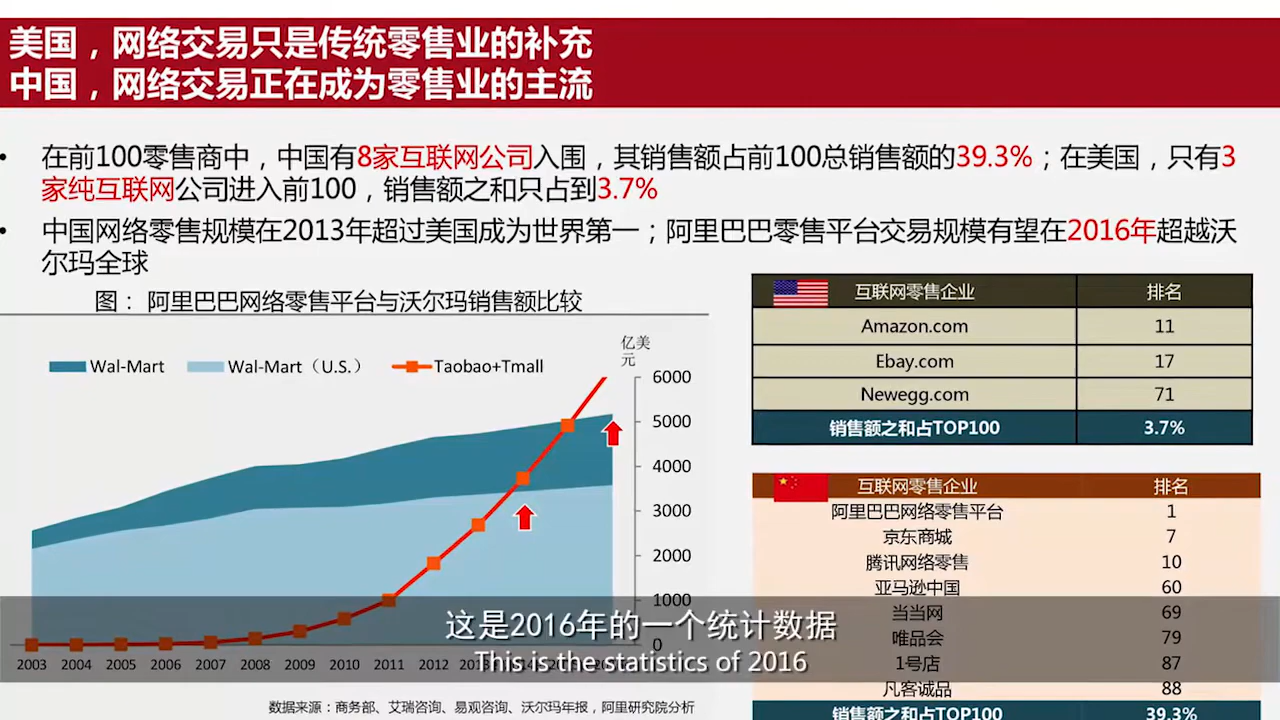 美国，网络交易只是传统零售业的补充
中国，网络交易正在成为零售业的主流
• 在前100零售商中，中国有8家互联网公司入围，其销售额占前100总销售额的39.3%；在美国，只有3
家纯互联网公司进入前100，销售额之和只占到3.7%
• 中国网络零售规模在2013年超过美国成为世界第一；阿里巴巴零售平台交易规模有望在2016年超越沃
尔玛全球
图： 阿里巴巴网络零售平台与沃尔玛销售额比较
亿美
元
Wal-Mart Wal-Mart（U.S.） Taobao+Tmall
6000
5000
4000
3000
2000
1000
0
2003 2004 2005 2006 2007 2008 2009 2010 2011 2012
互联网零售企业 排名
Amazon.com 11
Ebay.com 17
Newegg.com 71
销售额之和占TOP100 3.7%
互联网零售企业 排名
阿里巴巴网络零售平台 1
京东商城 7
腾讯网络零售 10
亚马逊中国 60
当当网 69
唯品会 79
1号店 87
凡客诚品 88
销售额之和占TOP100 39.3%
这是2016年的一个统计数据
This is the statistics of 2016
数据来源：商务部、艾瑞咨询、易观咨询、沃尔玛年报，阿里研究院分析